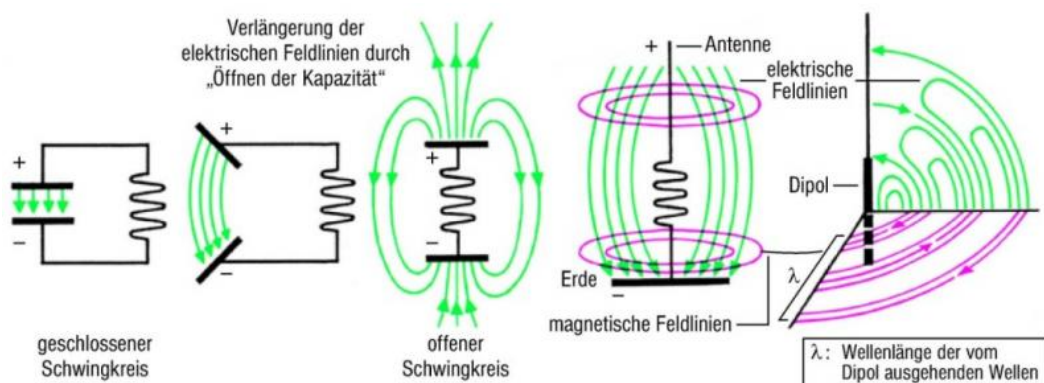 Verlängerung der
elektrischen Feldlinien durch
„Öffnen der Kapazität“
+
−
geschlossener
Schwingkreis
+
−
+
−
offener
Schwingkreis
+
Antenne
elektrische
Feldlinien
Erde
−
magnetische Feldlinien
Dipol
λ
λ: Wellenlänge der vom
Dipol ausgehenden Wellen